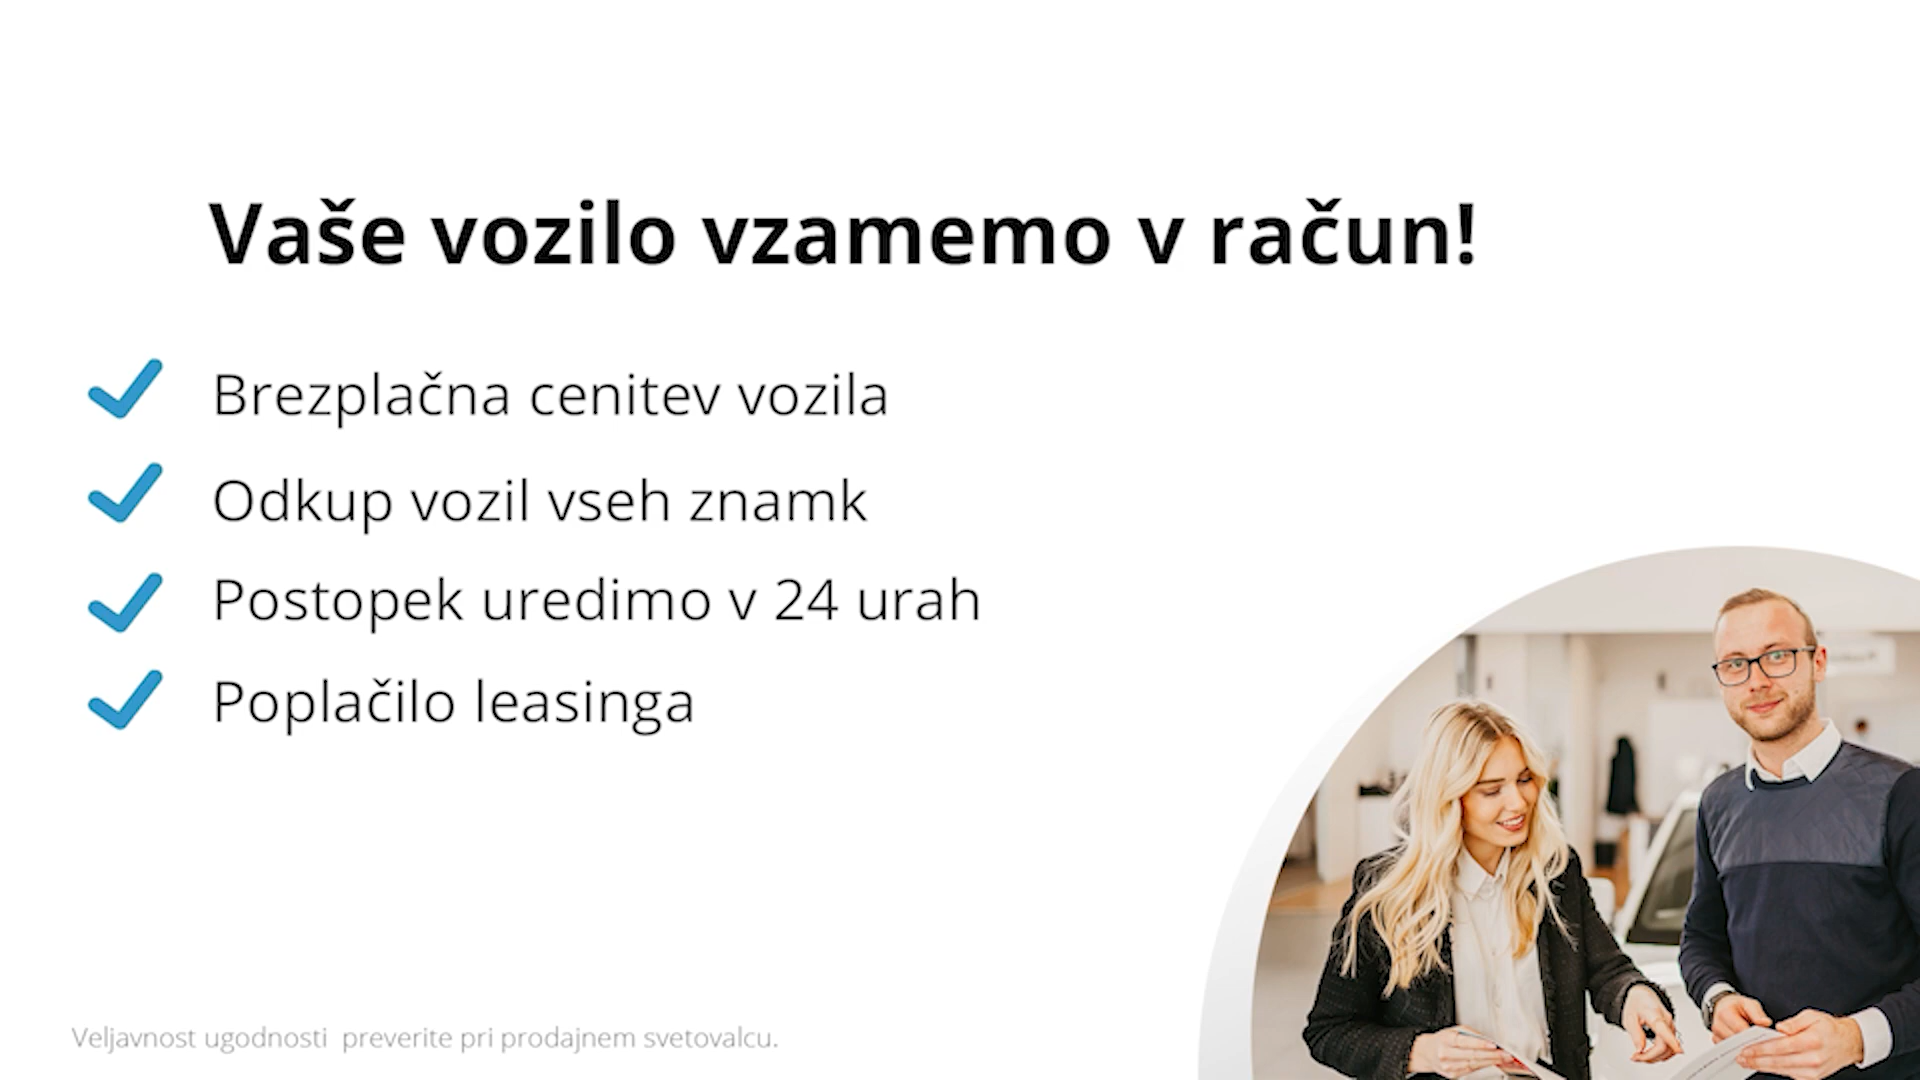 Vaše vozilo vzamemo v račun!
Brezplačna cenitev vozila
Odkup vozil vseh znamk
Postopek uredimo v 24 urah
Poplačilo leasinga
Veljavnost ugodnosti  preverite pri prodajnem svetovalcu.